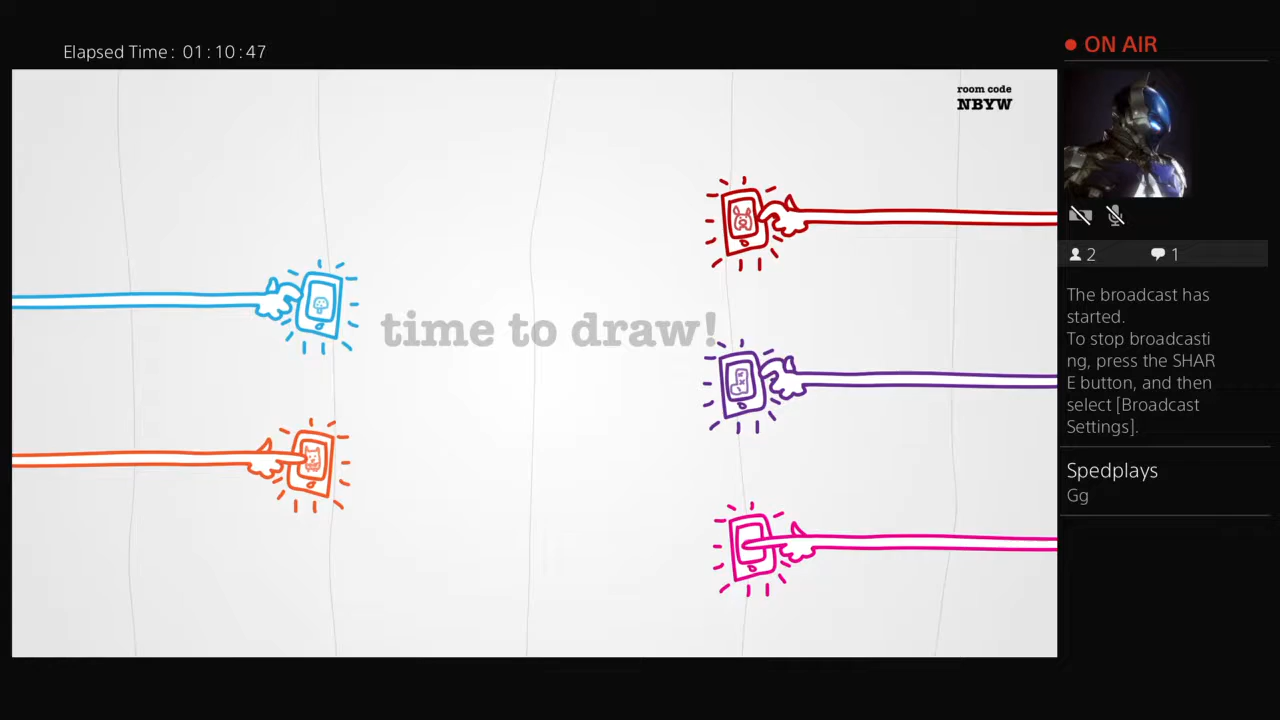 Elapsed Time: 01:10:47
ON AIR
room code
NBYW
2 1
time to draw!
The broadcast has
started.
To stop broadcasti
ng, press the SHAR
E button, and then
select [Broadcast
Settings].
Spedplays
Gg